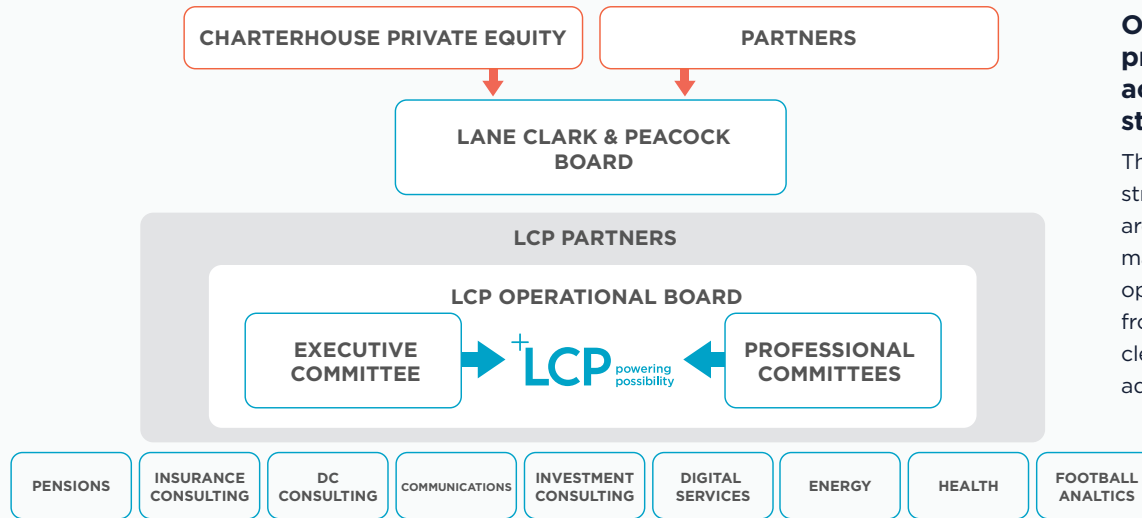 CHARTERHOUSE PRIVATE EQUITY
PARTNERS
LANE CLARK & PEACOCK
BOARD
LCP PARTNERS
LCP OPERATIONAL BOARD
EXECUTIVE
COMMITTEE
+LCP powering
possibility
PROFESSIONAL
COMMITTEES
PENSIONS
INSURANCE
CONSULTING
DC
CONSULTING
COMMUNICATIONS
INVESTMENT
CONSULTING
DIGITAL
SERVICES
ENERGY
HEALTH
FOOTBALL
ANALTICS